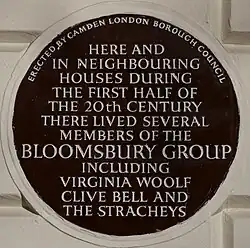 ERECTED BY CAMDEN LONDON BOROUGH COUNCIL
HERE AND
IN NEIGHBOURING
HOUSES DURING
THE FIRST HALF OF
THE 20th CENTURY
THERE LIVED SEVERAL
MEMBERS OF THE
BLOOMSBURY GROUP
INCLUDING
VIRGINIA WOOLF
CLIVE BELL AND
THE STRACHEYS